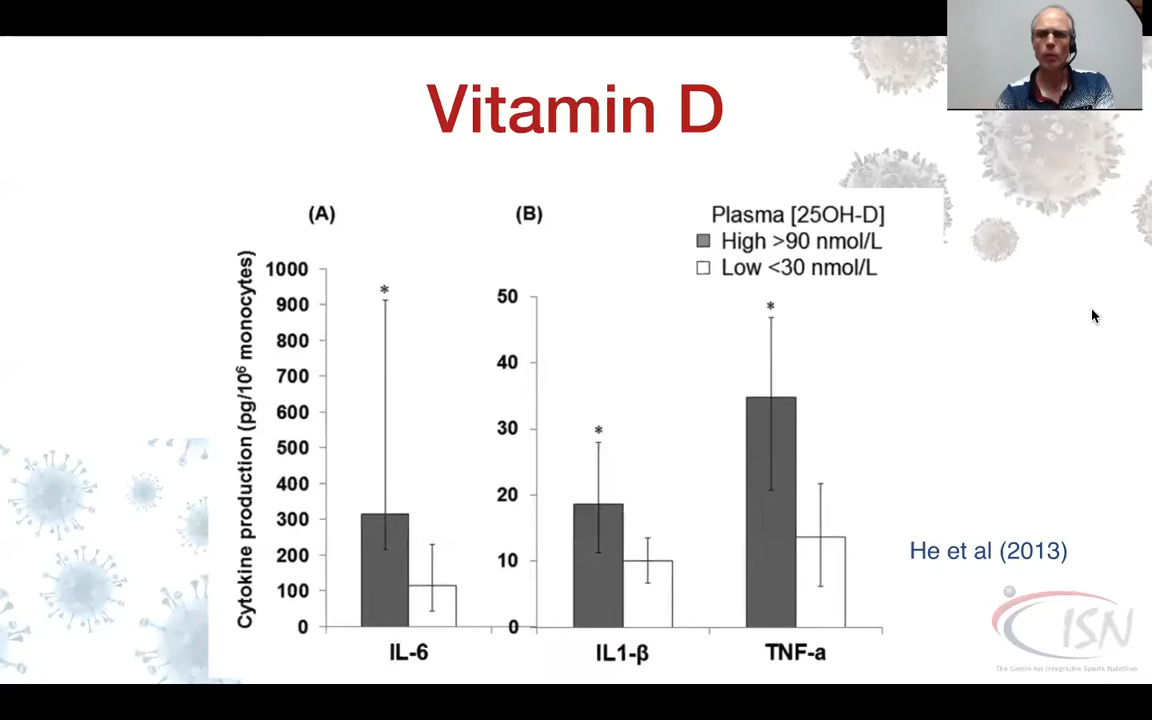 Vitamin D
(A)
(B)
Plasma [25OH-D]
High >90 nmol/L
Low <30 nmol/L
Cytokine production (pg/10⁶ monocytes)
1000
900
800
700
600
500
400
300
200
100
0
*
IL-6
50
40
30
20
10
0
*
*
IL1-β
TNF-a
He et al (2013)
CISN
The Centre for Integrative Sports Nutrition